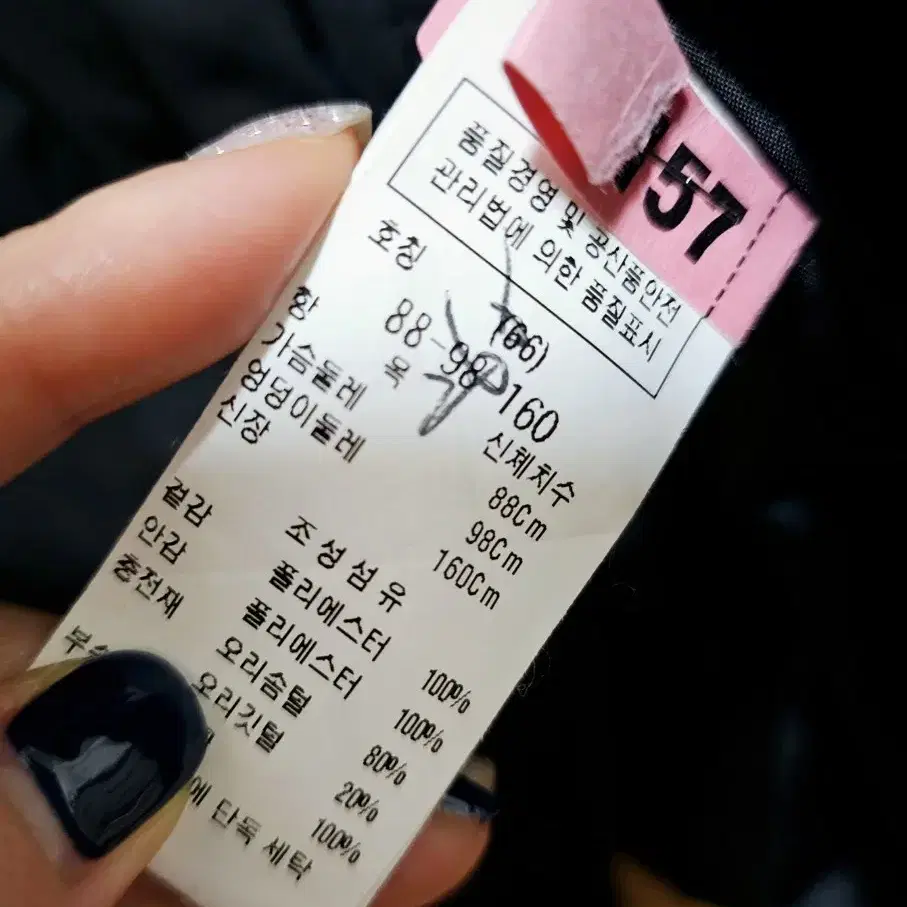 157
품질경영 및 공산품안전
관리법에 의한 품질표시
호칭 88-98-160
(66)
항 목 신체치수
가슴둘레 88Cm
엉덩이둘레 98Cm
신장 160Cm
조성섬유
겉감 폴리에스터 100%
안감 폴리에스터 100%
충전재 오리솜털 80%
오리깃털 20%
100%
에 단독 세탁